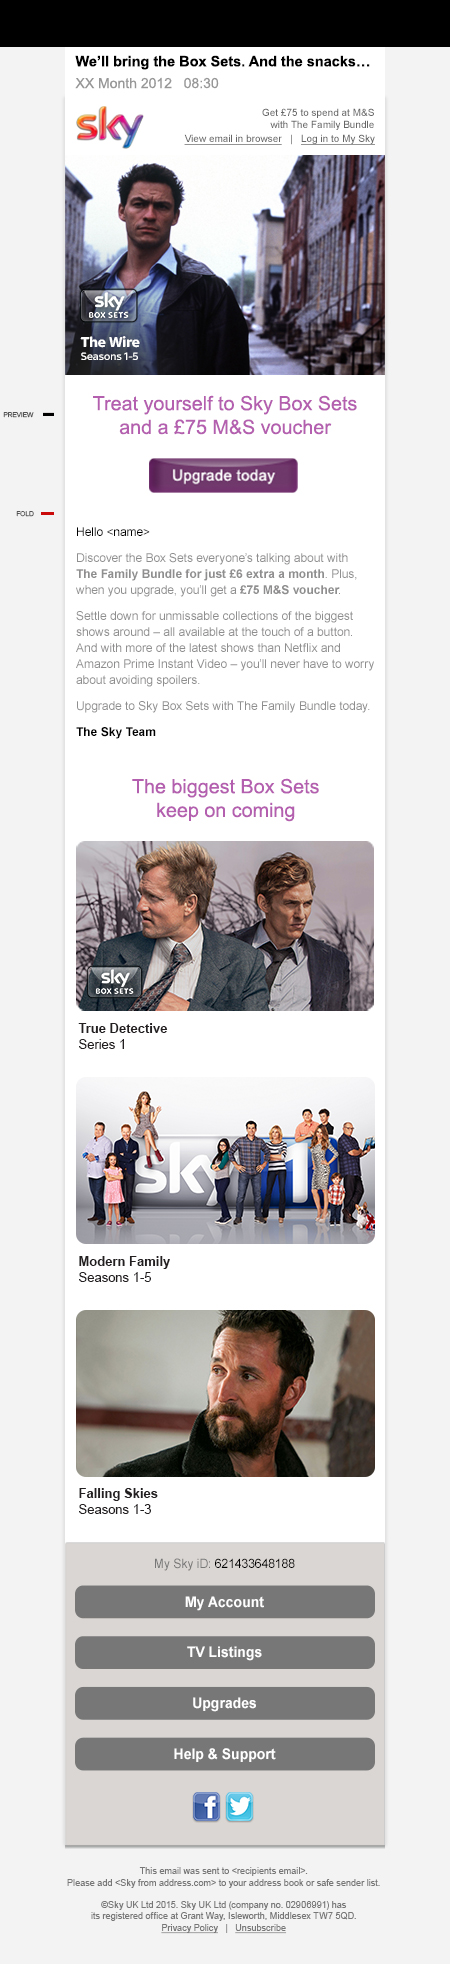 We'll bring the Box Sets. And the snacks...
XX Month 2012 08:30
sky
Get £75 to spend at M&S
with The Family Bundle
View email in browser | Log in to My Sky
sky
BOX SETS
The Wire
Seasons 1-5
PREVIEW
Treat yourself to Sky Box Sets
and a £75 M&S voucher
Upgrade today
FOLD
Hello <name>
Discover the Box Sets everyone's talking about with
The Family Bundle for just £6 extra a month. Plus,
when you upgrade, you'll get a £75 M&S voucher.
Settle down for unmissable collections of the biggest
shows around – all available at the touch of a button.
And with more of the latest shows than Netflix and
Amazon Prime Instant Video – you'll never have to worry
about avoiding spoilers.
Upgrade to Sky Box Sets with The Family Bundle today.
The Sky Team
The biggest Box Sets
keep on coming
sky
BOX SETS
True Detective
Series 1
sky 1
Modern Family
Seasons 1-5
Falling Skies
Seasons 1-3
My Sky iD: 621433648188
My Account
TV Listings
Upgrades
Help & Support
f
This email was sent to <recipients email>.
Please add <Sky from address.com> to your address book or safe sender list.
©Sky UK Ltd 2015. Sky UK Ltd (company no. 02906991) has
its registered office at Grant Way, Isleworth, Middlesex TW7 5QD.
Privacy Policy | Unsubscribe